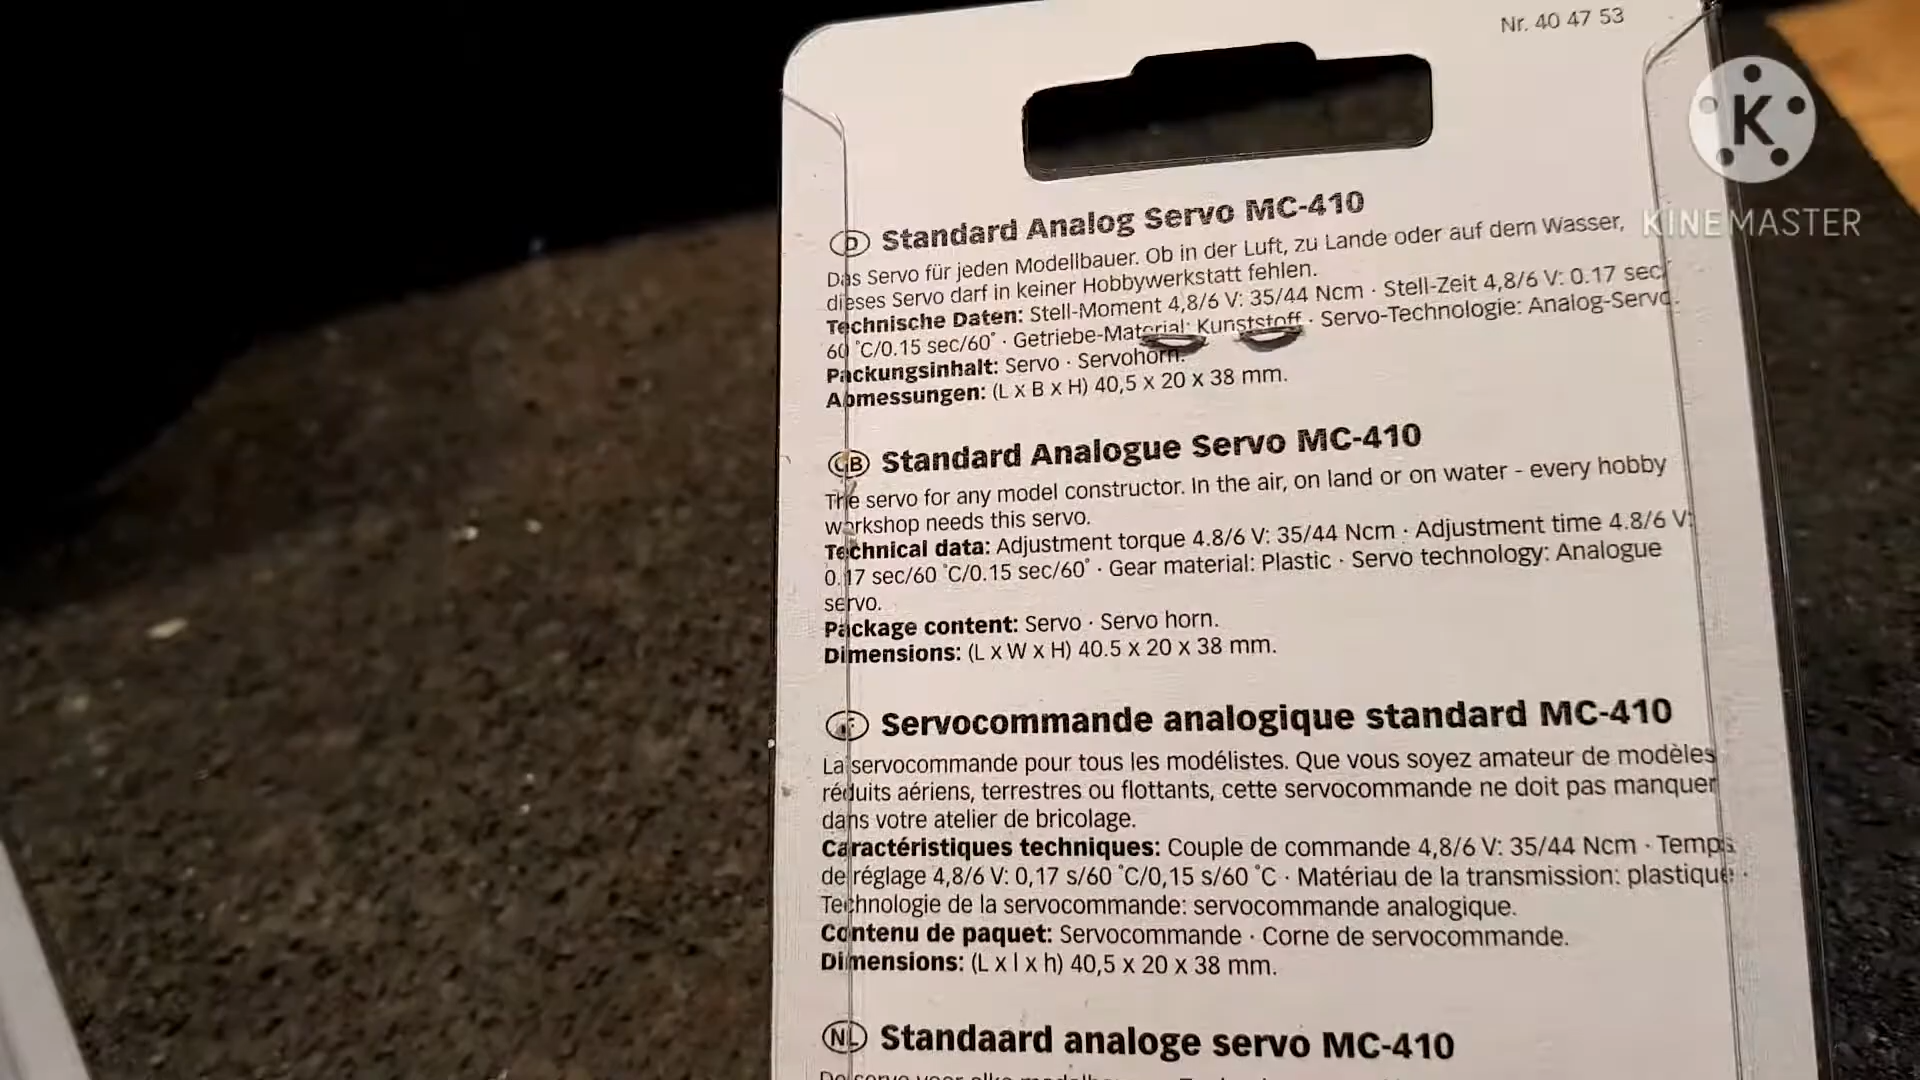 Nr. 40 47 53
K
KINEMASTER
D Standard Analog Servo MC-410
Das Servo für jeden Modellbauer. Ob in der Luft, zu Lande oder auf dem Wasser,
dieses Servo darf in keiner Hobbywerkstatt fehlen.
Technische Daten: Stell-Moment 4,8/6 V: 35/44 Ncm · Stell-Zeit 4,8/6 V: 0.17 sec/
60 °C/0.15 sec/60° · Getriebe-Material: Kunststoff · Servo-Technologie: Analog-Servo.
Packungsinhalt: Servo · Servohorn.
Abmessungen: (L x B x H) 40,5 x 20 x 38 mm.
GB Standard Analogue Servo MC-410
The servo for any model constructor. In the air, on land or on water - every hobby
workshop needs this servo.
Technical data: Adjustment torque 4.8/6 V: 35/44 Ncm · Adjustment time 4.8/6 V:
0.17 sec/60 °C/0.15 sec/60° · Gear material: Plastic · Servo technology: Analogue
servo.
Package content: Servo · Servo horn.
Dimensions: (L x W x H) 40.5 x 20 x 38 mm.
F Servocommande analogique standard MC-410
La servocommande pour tous les modélistes. Que vous soyez amateur de modèles
réduits aériens, terrestres ou flottants, cette servocommande ne doit pas manquer
dans votre atelier de bricolage.
Caractéristiques techniques: Couple de commande 4,8/6 V: 35/44 Ncm · Temps
de réglage 4,8/6 V: 0,17 s/60 °C/0,15 s/60 °C · Matériau de la transmission: plastique ·
Technologie de la servocommande: servocommande analogique.
Contenu de paquet: Servocommande · Corne de servocommande.
Dimensions: (L x l x h) 40,5 x 20 x 38 mm.
NL Standaard analoge servo MC-410